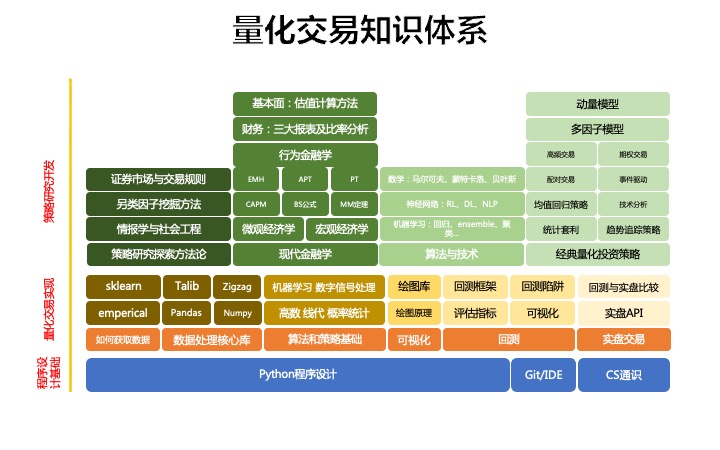 量化交易知识体系
策略研究开发
基本面：估值计算方法
动量模型
财务：三大报表及比率分析
多因子模型
行为金融学
高频交易
期权交易
证券市场与交易规则
EMH
APT
PT
数学：马尔可夫、蒙特卡洛、贝叶斯
配对交易
事件驱动
另类因子挖掘方法
CAPM
BS公式
MM定理
神经网络：RL、DL、NLP
均值回归策略
技术分析
情报学与社会工程
微观经济学
宏观经济学
机器学习：回归、ensemble、聚
类...
统计套利
趋势追踪策略
策略研究探索方法论
现代金融学
算法与技术
经典量化投资策略
量化交易实现
sklearn
Talib
Zigzag
机器学习 数字信号处理
绘图库
回测框架
回测陷阱
回测与实盘比较
emperical
Pandas
Numpy
高数 线代 概率统计
绘图原理
评估指标
可视化
实盘API
如何获取数据
数据处理核心库
算法和策略基础
可视化
回测
实盘交易
程序设
计基础
Python程序设计
Git/IDE
CS通识